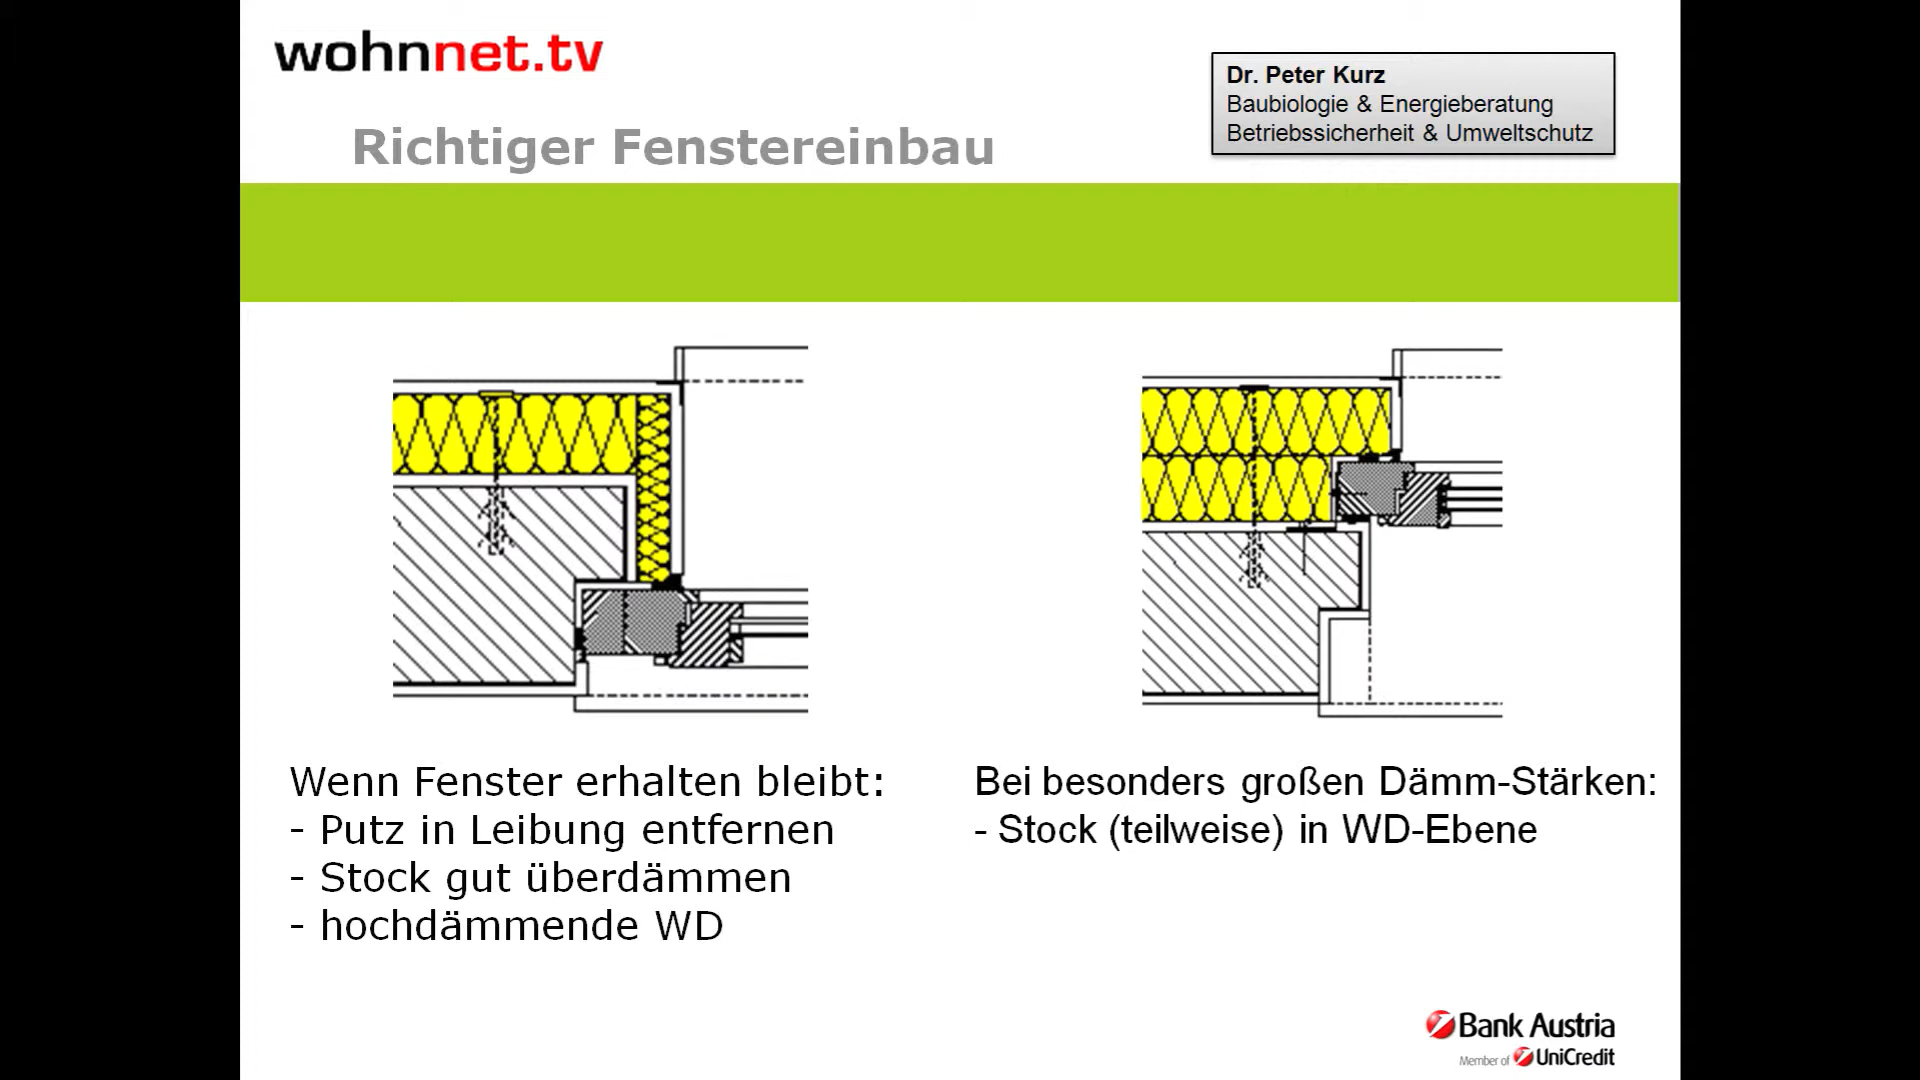 wohnnet.tv
Dr. Peter Kurz
Baubiologie & Energieberatung
Betriebssicherheit & Umweltschutz
Richtiger Fenstereinbau
Wenn Fenster erhalten bleibt:
- Putz in Leibung entfernen
- Stock gut überdämmen
- hochdämmende WD
Bei besonders großen Dämm-Stärken:
- Stock (teilweise) in WD-Ebene
Bank Austria
Member of UniCredit